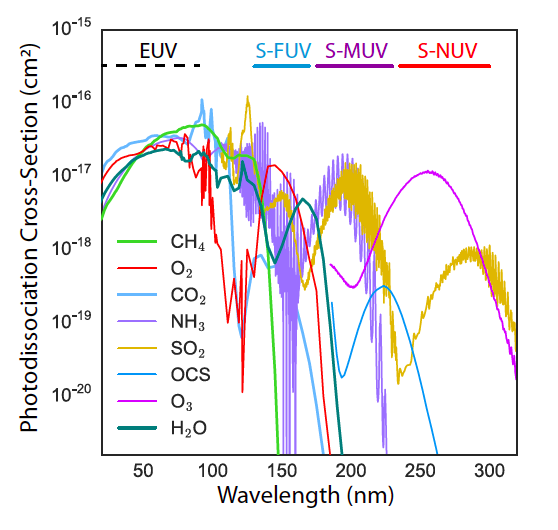 10⁻¹⁵
EUV
S-FUV
S-MUV
S-NUV
10⁻¹⁶
10⁻¹⁷
10⁻¹⁸
10⁻¹⁹
10⁻²⁰
Photodissociation Cross-Section (cm²)
CH₄
O₂
CO₂
NH₃
SO₂
OCS
O₃
H₂O
50 100 150 200 250 300
Wavelength (nm)